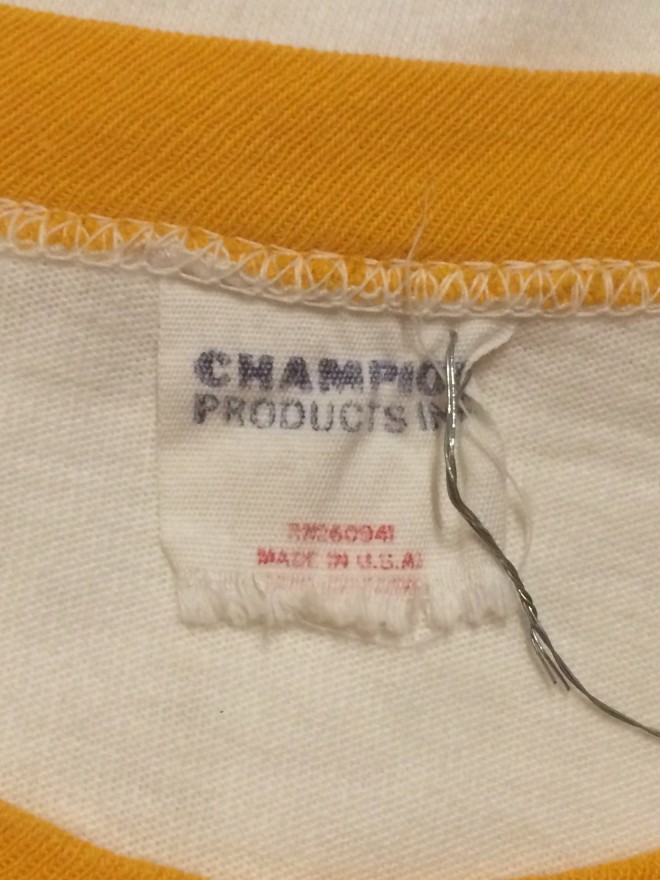 CHAMPIO
PRODUCTS IN
RN26094
MADE IN U.S.A.